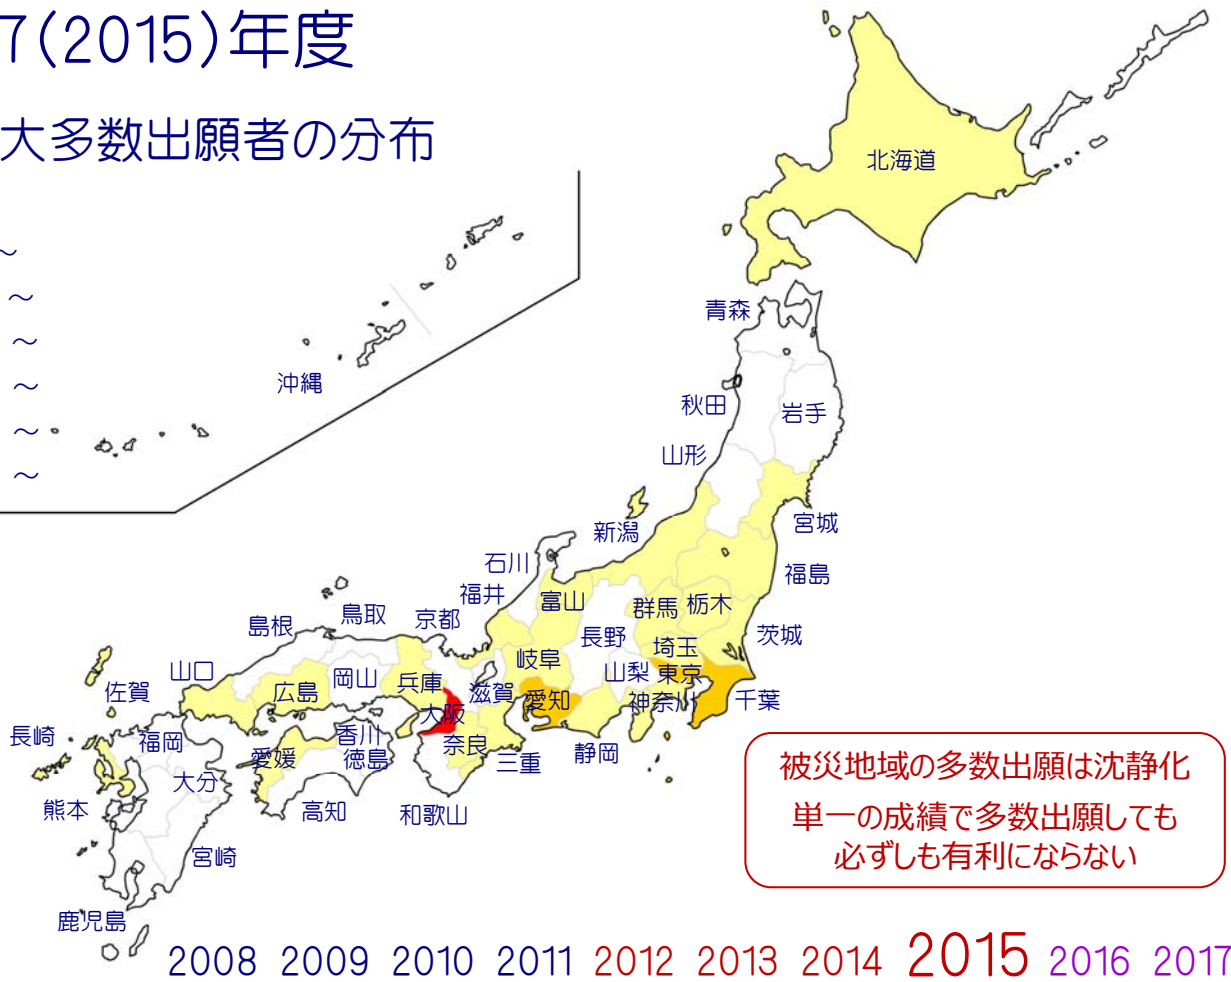 7(2015)年度
大多数出願者の分布
～
～
～
～
～
～
北海道
青森
沖縄
秋田
岩手
山形
宮城
新潟
石川
福島
福井
富山
群馬
栃木
鳥取
京都
島根
長野
茨城
埼玉
岐阜
山口
岡山
兵庫
滋賀
山梨
東京
佐賀
広島
愛知
神奈川
千葉
大阪
長崎
福岡
香川
奈良
愛媛
徳島
三重
静岡
大分
熊本
高知
和歌山
宮崎
鹿児島
被災地域の多数出願は沈静化
単一の成績で多数出願しても
必ずしも有利にならない
2008 2009 2010 2011 2012 2013 2014 2015 2016 2017